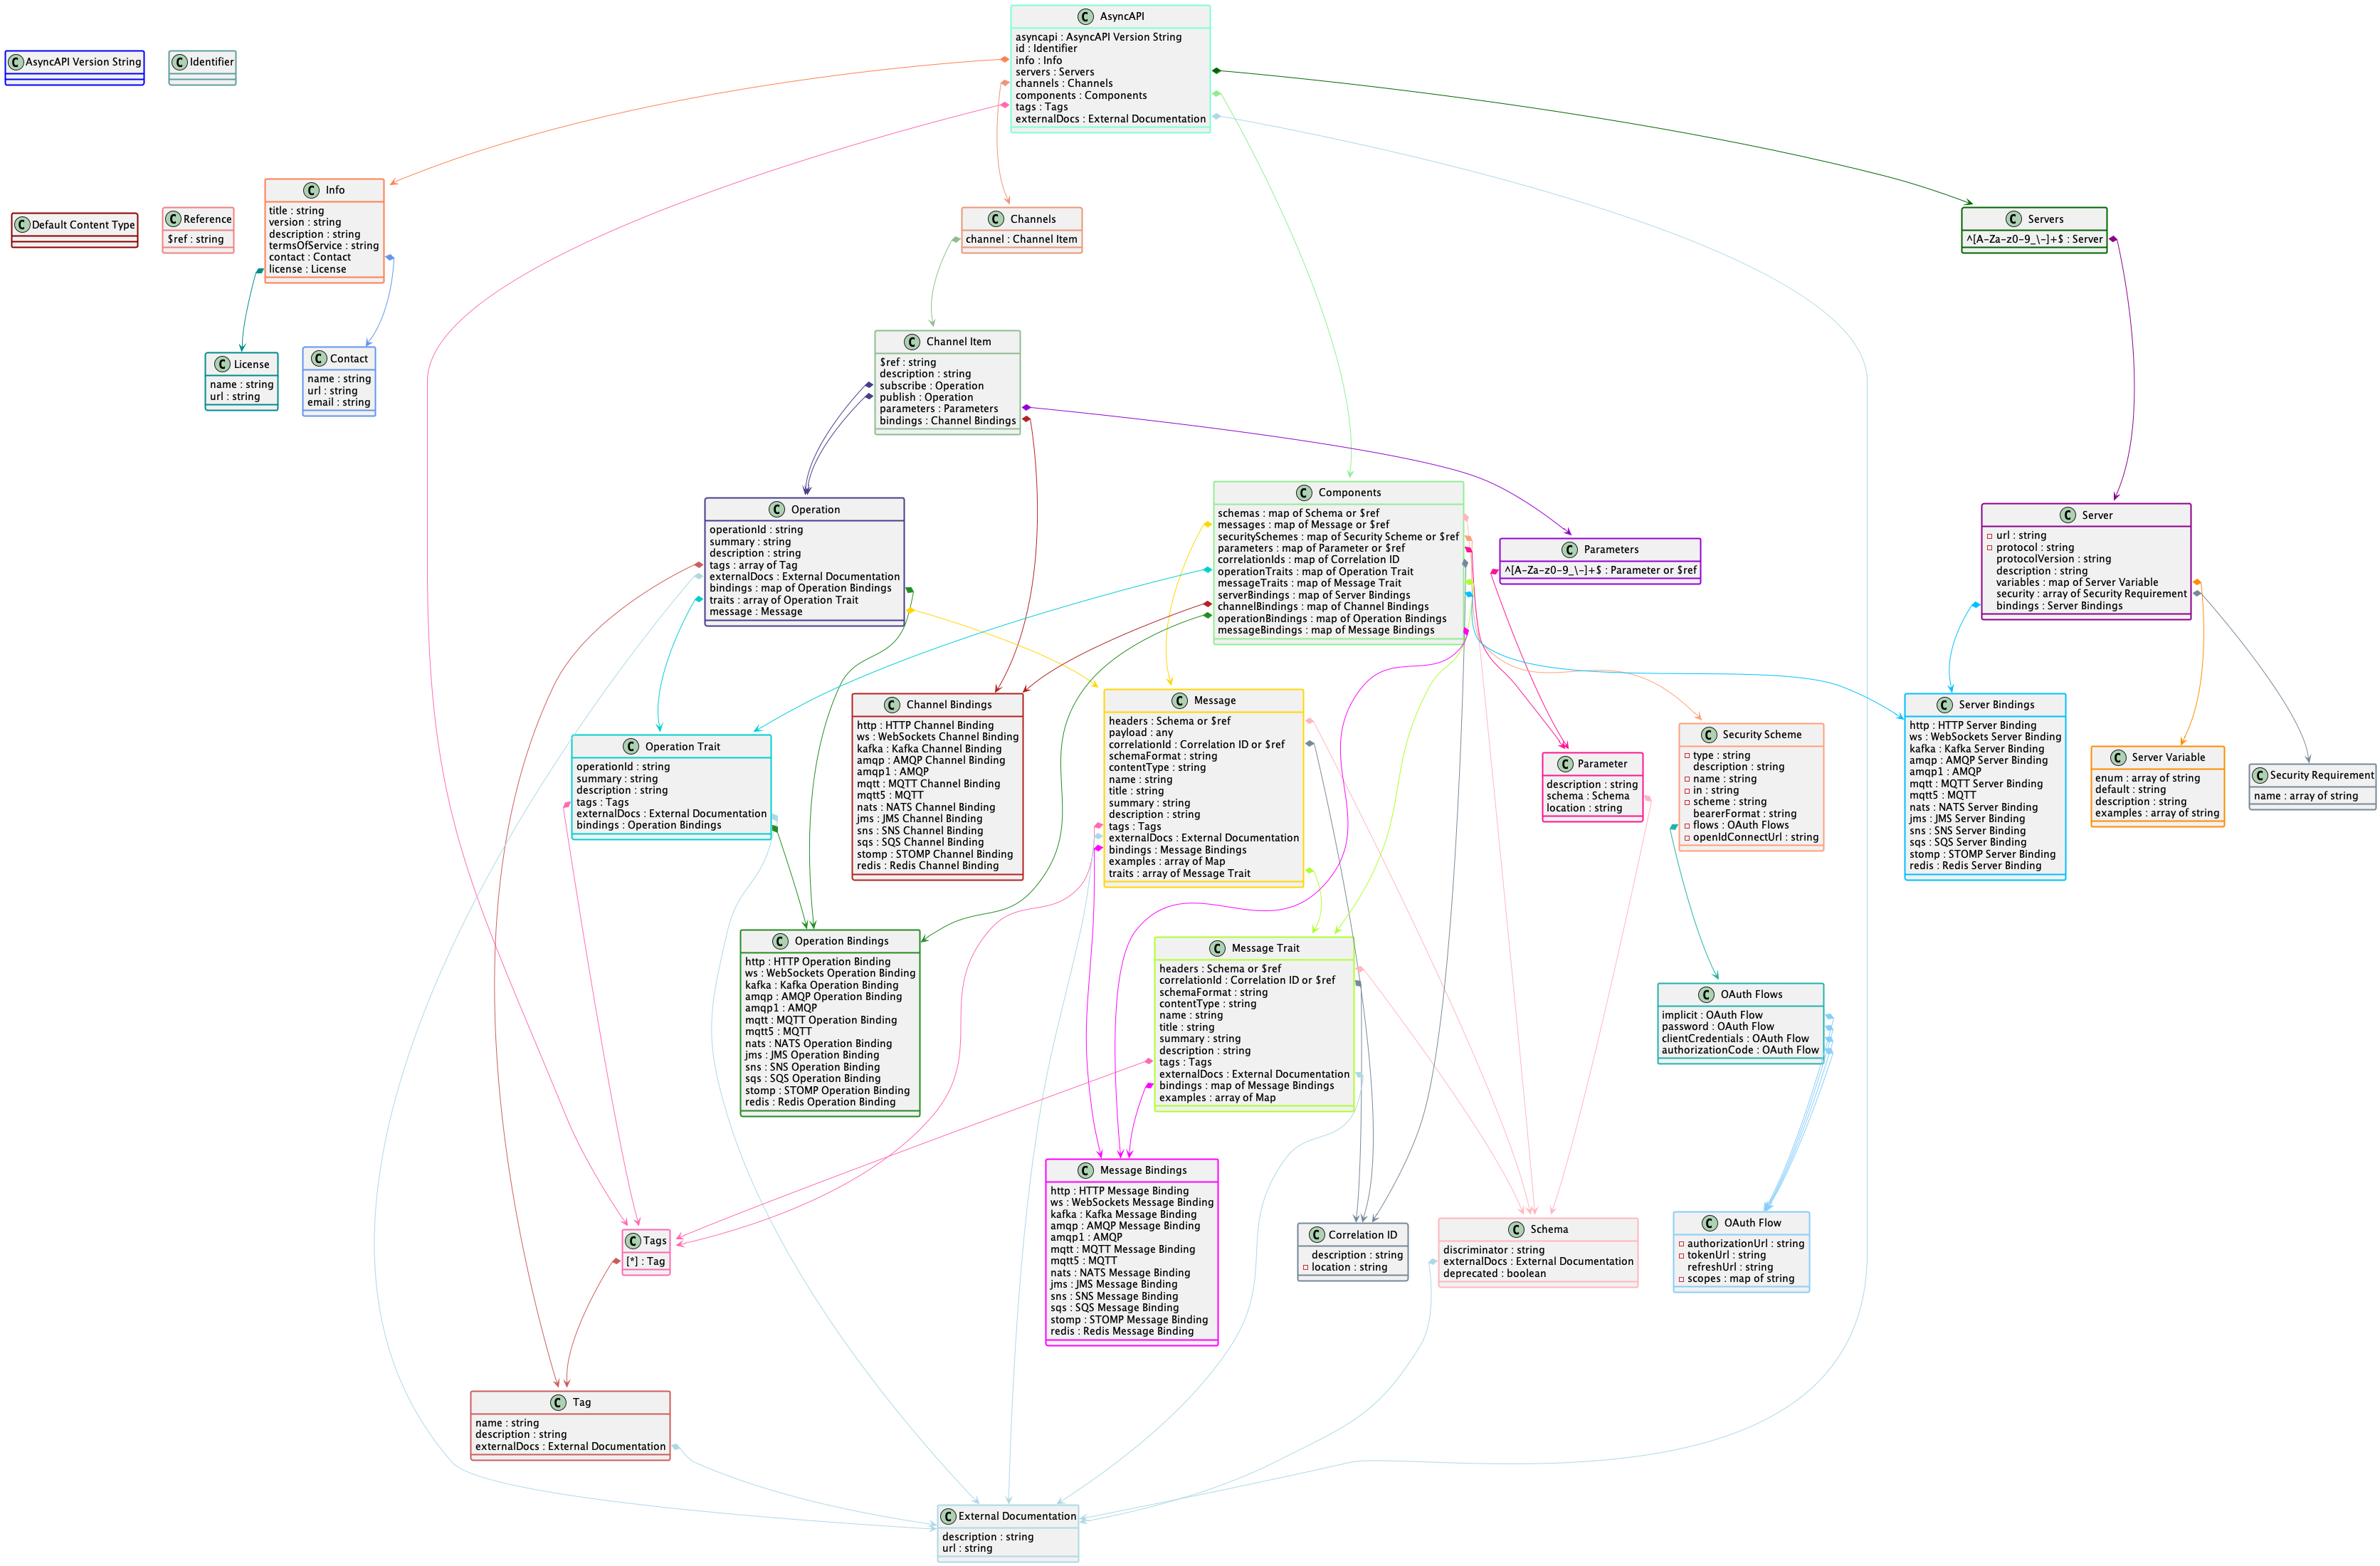 AsyncAPI
asyncapi : AsyncAPI Version String
id : Identifier
info : Info
servers : Servers
channels : Channels
components : Components
tags : Tags
externalDocs : External Documentation
C AsyncAPI Version String
C Identifier
C Info
title : string
version : string
description : string
termsOfService : string
contact : Contact
license : License
C Default Content Type
C Reference
$ref : string
C Channels
channel : Channel Item
C Servers
^[A-Za-z0-9_\-]+$ : Server
C License
name : string
url : string
C Contact
name : string
url : string
email : string
C Channel Item
$ref : string
description : string
subscribe : Operation
publish : Operation
parameters : Parameters
bindings : Channel Bindings
C Operation
operationId : string
summary : string
description : string
tags : array of Tag
externalDocs : External Documentation
bindings : map of Operation Bindings
traits : array of Operation Trait
message : Message
C Components
schemas : map of Schema or $ref
messages : map of Message or $ref
securitySchemes : map of Security Scheme or $ref
parameters : map of Parameter or $ref
correlationIds : map of Correlation ID
operationTraits : map of Operation Trait
messageTraits : map of Message Trait
serverBindings : map of Server Bindings
channelBindings : map of Channel Bindings
operationBindings : map of Operation Bindings
messageBindings : map of Message Bindings
C Parameters
^[A-Za-z0-9_\-]+$ : Parameter or $ref
C Server
url : string
protocol : string
protocolVersion : string
description : string
variables : map of Server Variable
security : array of Security Requirement
bindings : Server Bindings
C Operation Trait
operationId : string
summary : string
description : string
tags : Tags
externalDocs : External Documentation
bindings : Operation Bindings
C Channel Bindings
http : HTTP Channel Binding
ws : WebSockets Channel Binding
kafka : Kafka Channel Binding
amqp : AMQP Channel Binding
amqp1 : AMQP
mqtt : MQTT Channel Binding
mqtt5 : MQTT
nats : NATS Channel Binding
jms : JMS Channel Binding
sns : SNS Channel Binding
sqs : SQS Channel Binding
stomp : STOMP Channel Binding
redis : Redis Channel Binding
C Message
headers : Schema or $ref
payload : any
correlationId : Correlation ID or $ref
schemaFormat : string
contentType : string
name : string
title : string
summary : string
description : string
tags : Tags
externalDocs : External Documentation
bindings : Message Bindings
examples : array of Map
traits : array of Message Trait
C Parameter
description : string
schema : Schema
location : string
C Security Scheme
type : string
description : string
name : string
in : string
scheme : string
bearerFormat : string
flows : OAuth Flows
openIdConnectUrl : string
C Server Bindings
http : HTTP Server Binding
ws : WebSockets Server Binding
kafka : Kafka Server Binding
amqp : AMQP Server Binding
amqp1 : AMQP
mqtt : MQTT Server Binding
mqtt5 : MQTT
nats : NATS Server Binding
jms : JMS Server Binding
sns : SNS Server Binding
sqs : SQS Server Binding
stomp : STOMP Server Binding
redis : Redis Server Binding
C Server Variable
enum : array of string
default : string
description : string
examples : array of string
C Security Requirement
name : array of string
C Operation Bindings
http : HTTP Operation Binding
ws : WebSockets Operation Binding
kafka : Kafka Operation Binding
amqp : AMQP Operation Binding
amqp1 : AMQP
mqtt : MQTT Operation Binding
mqtt5 : MQTT
nats : NATS Operation Binding
jms : JMS Operation Binding
sns : SNS Operation Binding
sqs : SQS Operation Binding
stomp : STOMP Operation Binding
redis : Redis Operation Binding
C Message Trait
headers : Schema or $ref
correlationId : Correlation ID or $ref
schemaFormat : string
contentType : string
name : string
title : string
summary : string
description : string
tags : Tags
externalDocs : External Documentation
bindings : map of Message Bindings
examples : array of Map
C OAuth Flows
implicit : OAuth Flow
password : OAuth Flow
clientCredentials : OAuth Flow
authorizationCode : OAuth Flow
C Message Bindings
http : HTTP Message Binding
ws : WebSockets Message Binding
kafka : Kafka Message Binding
amqp : AMQP Message Binding
amqp1 : AMQP
mqtt : MQTT Message Binding
mqtt5 : MQTT
nats : NATS Message Binding
jms : JMS Message Binding
sns : SNS Message Binding
sqs : SQS Message Binding
stomp : STOMP Message Binding
redis : Redis Message Binding
C Tags
[*] : Tag
C Correlation ID
description : string
location : string
C Schema
discriminator : string
externalDocs : External Documentation
deprecated : boolean
C OAuth Flow
authorizationUrl : string
tokenUrl : string
refreshUrl : string
scopes : map of string
C Tag
name : string
description : string
externalDocs : External Documentation
C External Documentation
description : string
url : string